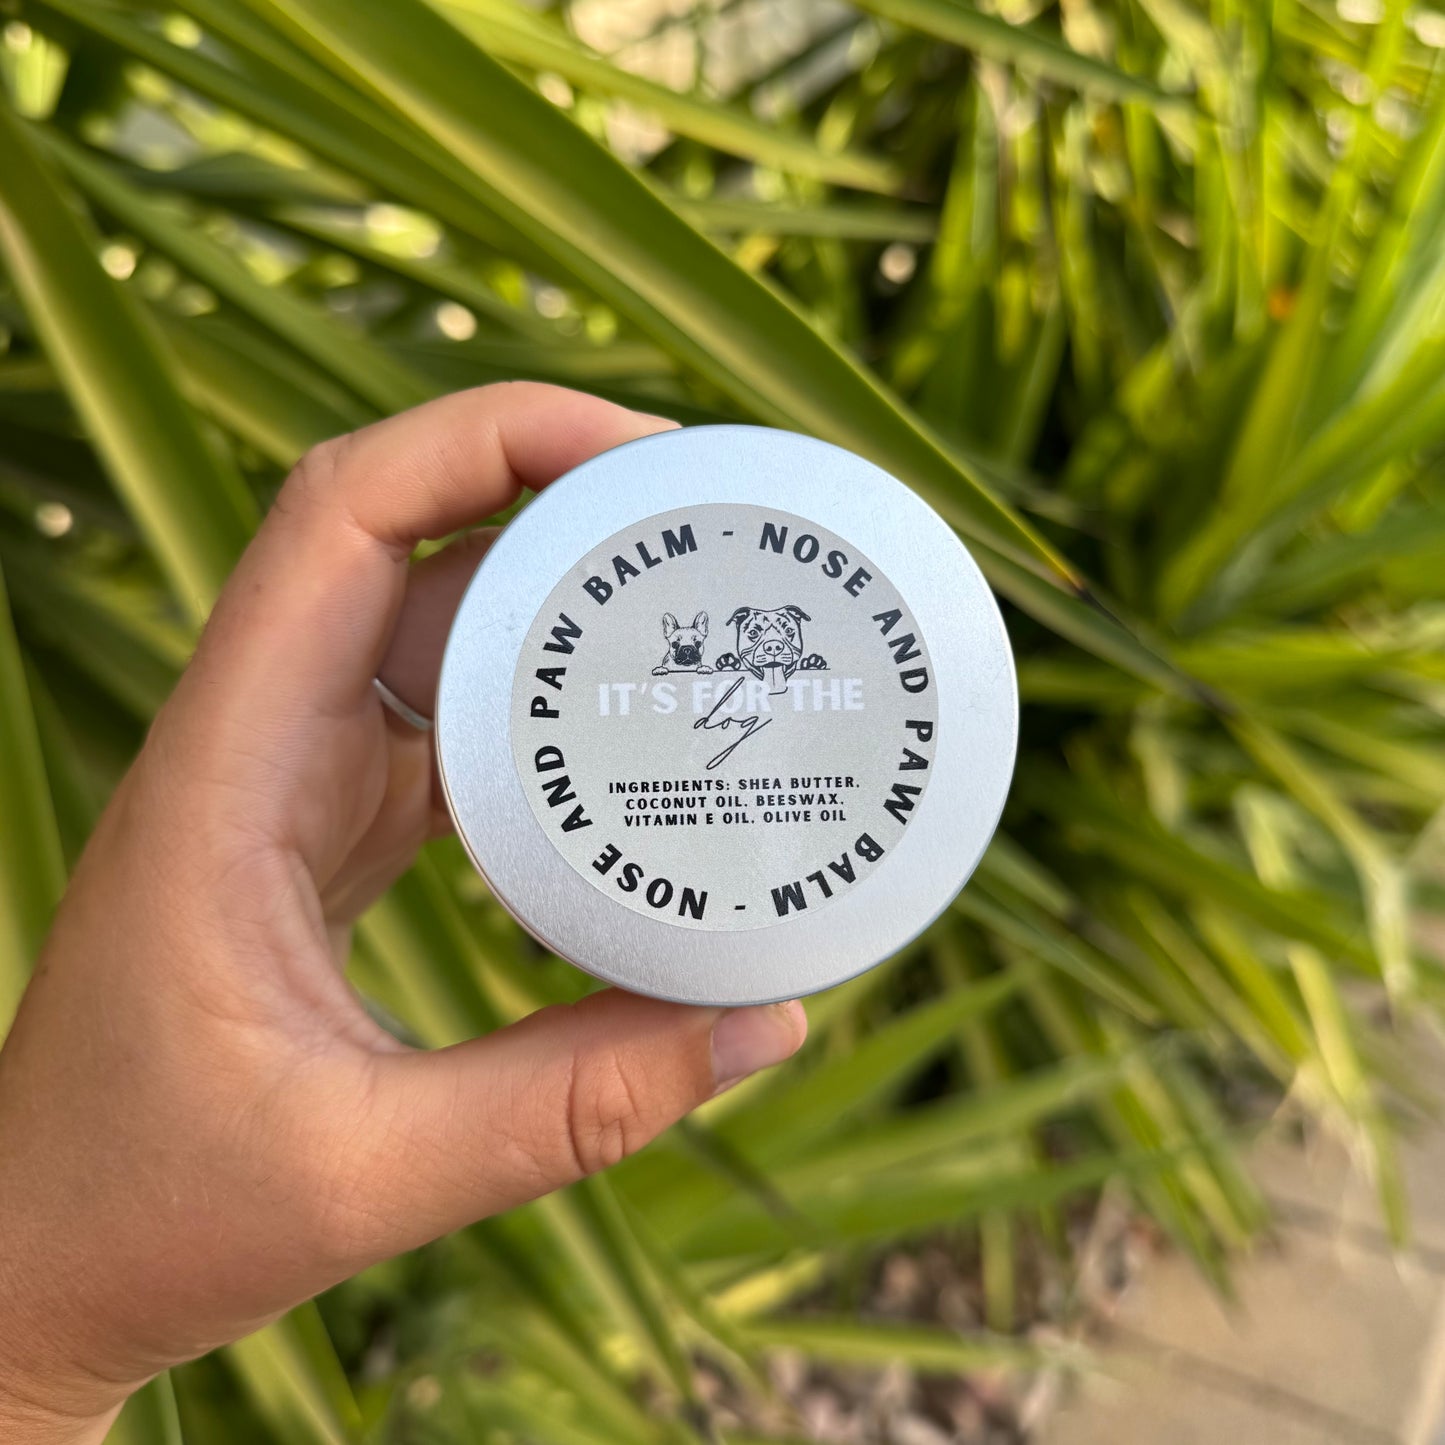 NOSE AND PAW BALM - NOSE AND PAW BALM -
IT'S FOR THE
dog
INGREDIENTS: SHEA BUTTER,
COCONUT OIL, BEESWAX,
VITAMIN E OIL, OLIVE OIL